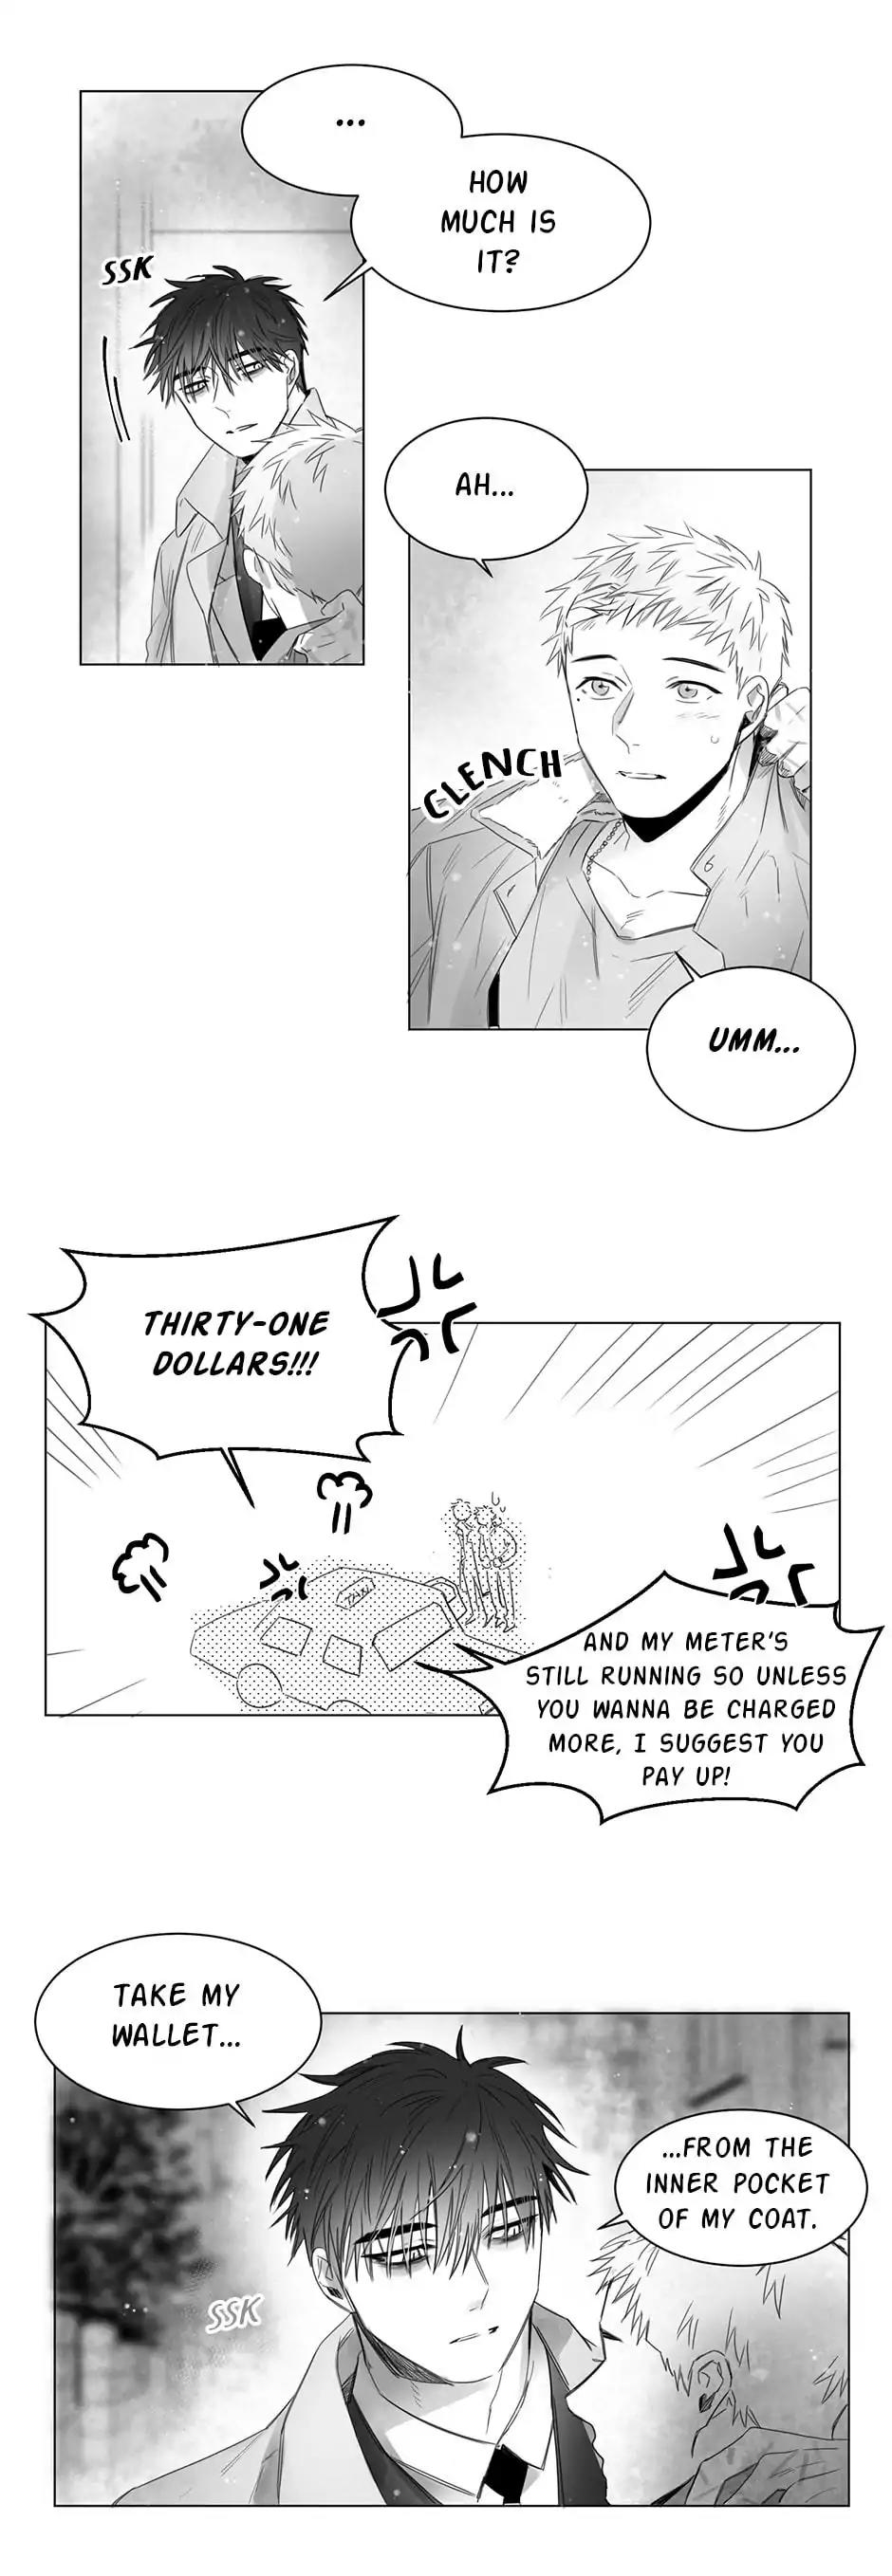 ...
HOW
MUCH IS
IT?
SSK
AH...
CLENCH
UMM...
THIRTY-ONE
DOLLARS!!!
TAXI
AND MY METER'S
STILL RUNNING SO UNLESS
YOU WANNA BE CHARGED
MORE, I SUGGEST YOU
PAY UP!
TAKE MY
WALLET...
...FROM THE
INNER POCKET
OF MY COAT.
SSK